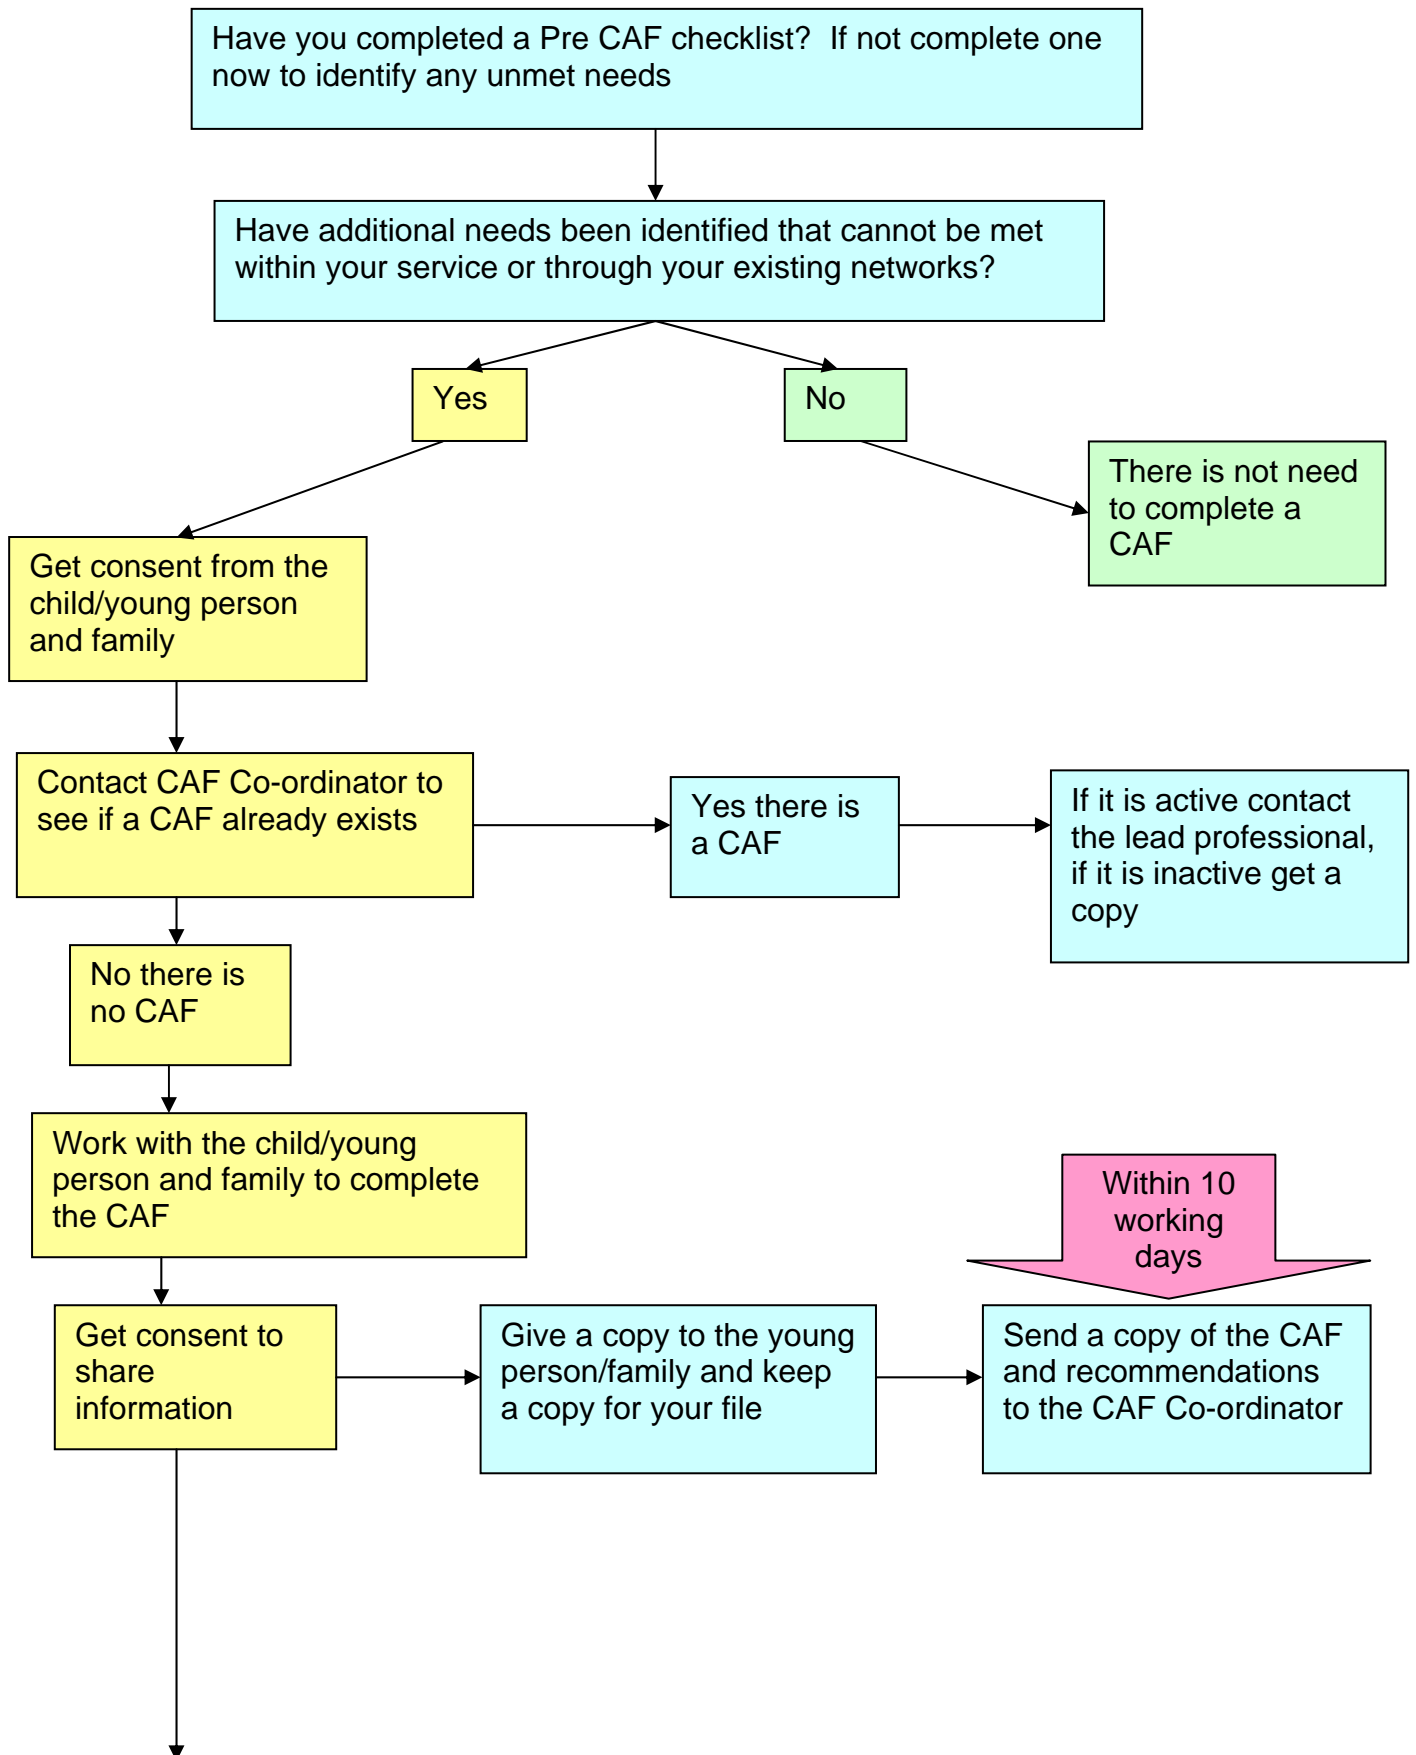 Have you completed a Pre CAF checklist?  If not complete one
now to identify any unmet needs
Have additional needs been identified that cannot be met
within your service or through your existing networks?
Yes
No
There is not need
to complete a
CAF
Get consent from the
child/young person
and family
Contact CAF Co-ordinator to
see if a CAF already exists
Yes there is
a CAF
If it is active contact
the lead professional,
if it is inactive get a
copy
No there is
no CAF
Work with the child/young
person and family to complete
the CAF
Within 10
working
days
Get consent to
share
information
Give a copy to the young
person/family and keep
a copy for your file
Send a copy of the CAF
and recommendations
to the CAF Co-ordinator